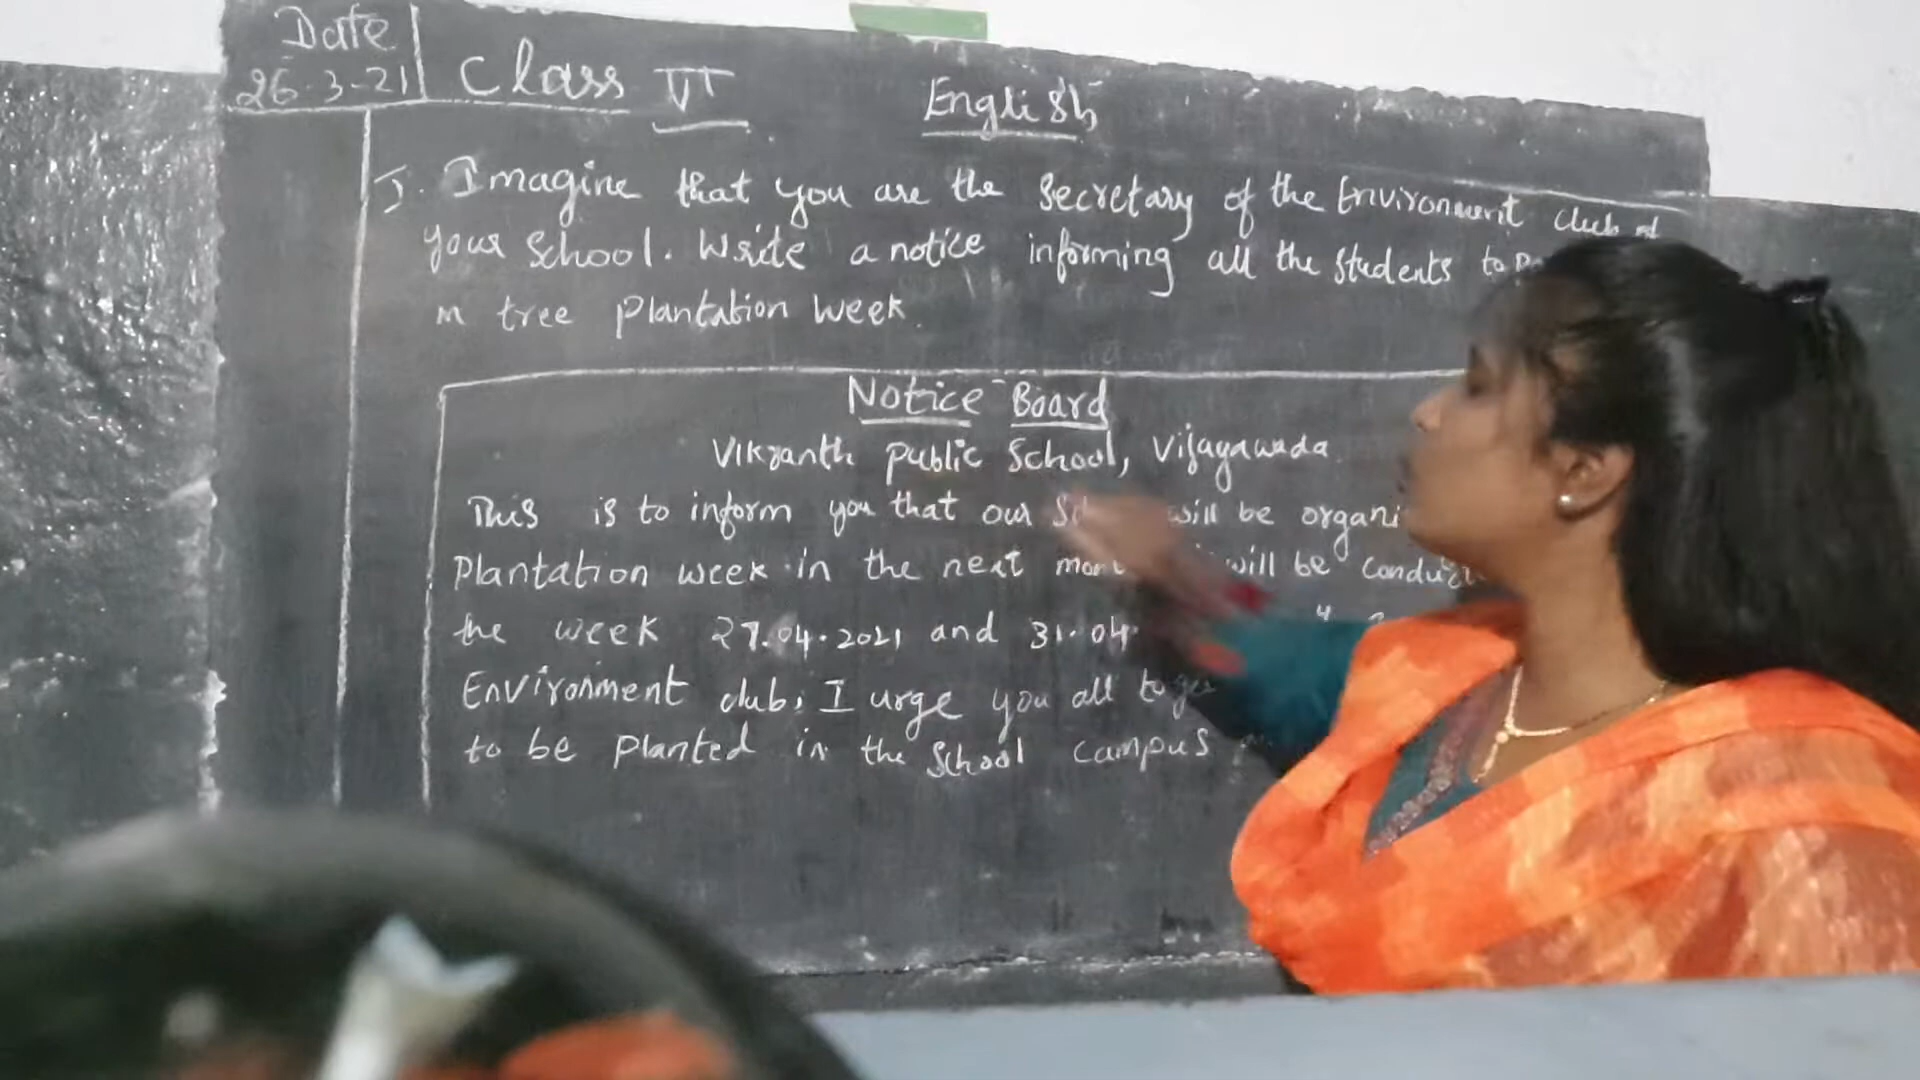 Date
26.3-21
Class VI
English
I. Imagine that you are the Secretary of the Environment club of
your School. Write a notice informing all the Students to
in tree Plantation week.
Notice Board
Vikranth Public School, Vijayawada
This is to inform you that our will be
Plantation week in the next will be
the week 27.04.2021 and 31.04
Environment club, I urge you all to
to be Planted in the School campus